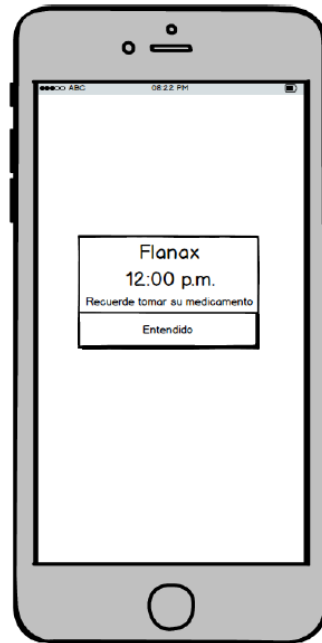 ABC 08:22 PM
Flanax
12:00 p.m.
Recuerde tomar su medicamento
Entendido